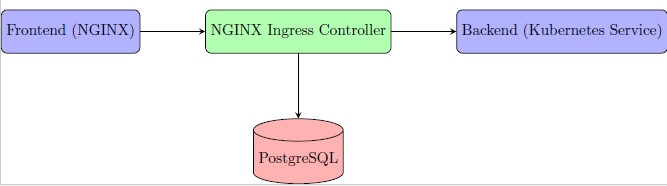 Frontend (NGINX)
NGINX Ingress Controller
Backend (Kubernetes Service)
PostgreSQL